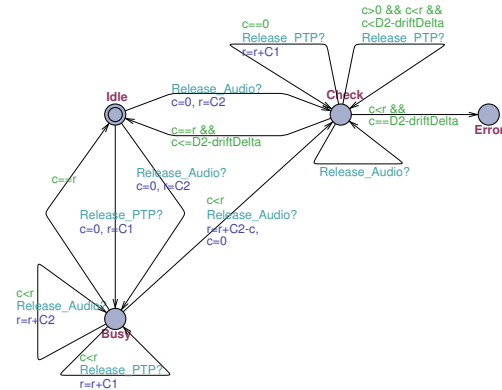 c>0 && c<r &&
c<D2-driftDelta
Release_PTP?
c==0
Release_PTP?
r=r+C1
Idle
Release_Audio?
c=0, r=C2
Check
c<r &&
c==D2-driftDelta
Error
c==r &&
c<=D2-driftDelta
Release_Audio?
c==r
Release_Audio?
c=0, r=C2
Release_PTP?
c=0, r=C1
c<r
Release_Audio?
r=r+C2-c,
c=0
c<r
Release_Audio?
r=r+C2
Busy
c<r
Release_PTP?
r=r+C1